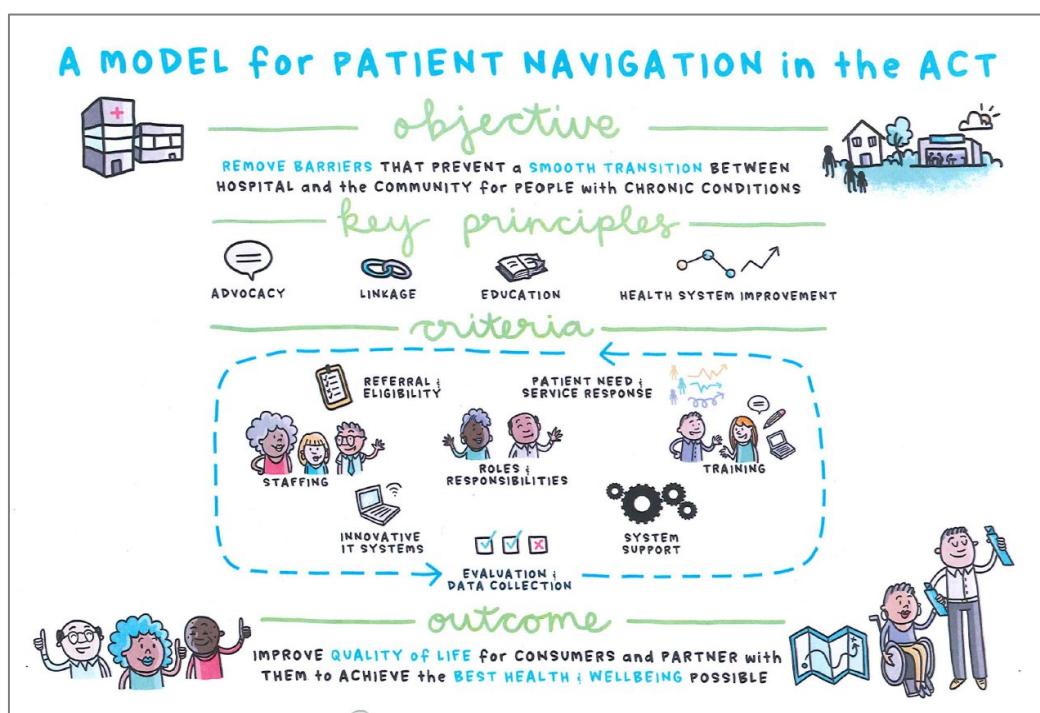 A MODEL for PATIENT NAVIGATION in the ACT
objective
REMOVE BARRIERS THAT PREVENT a SMOOTH TRANSITION BETWEEN
HOSPITAL and the COMMUNITY for PEOPLE with CHRONIC CONDITIONS
key principles
ADVOCACY
LINKAGE
EDUCATION
HEALTH SYSTEM IMPROVEMENT
criteria
REFERRAL &
ELIGIBILITY
PATIENT NEED &
SERVICE RESPONSE
STAFFING
ROLES &
RESPONSIBILITIES
TRAINING
INNOVATIVE
IT SYSTEMS
SYSTEM
SUPPORT
EVALUATION &
DATA COLLECTION
outcome
IMPROVE QUALITY of LIFE for CONSUMERS and PARTNER with
THEM to ACHIEVE the BEST HEALTH & WELLBEING POSSIBLE